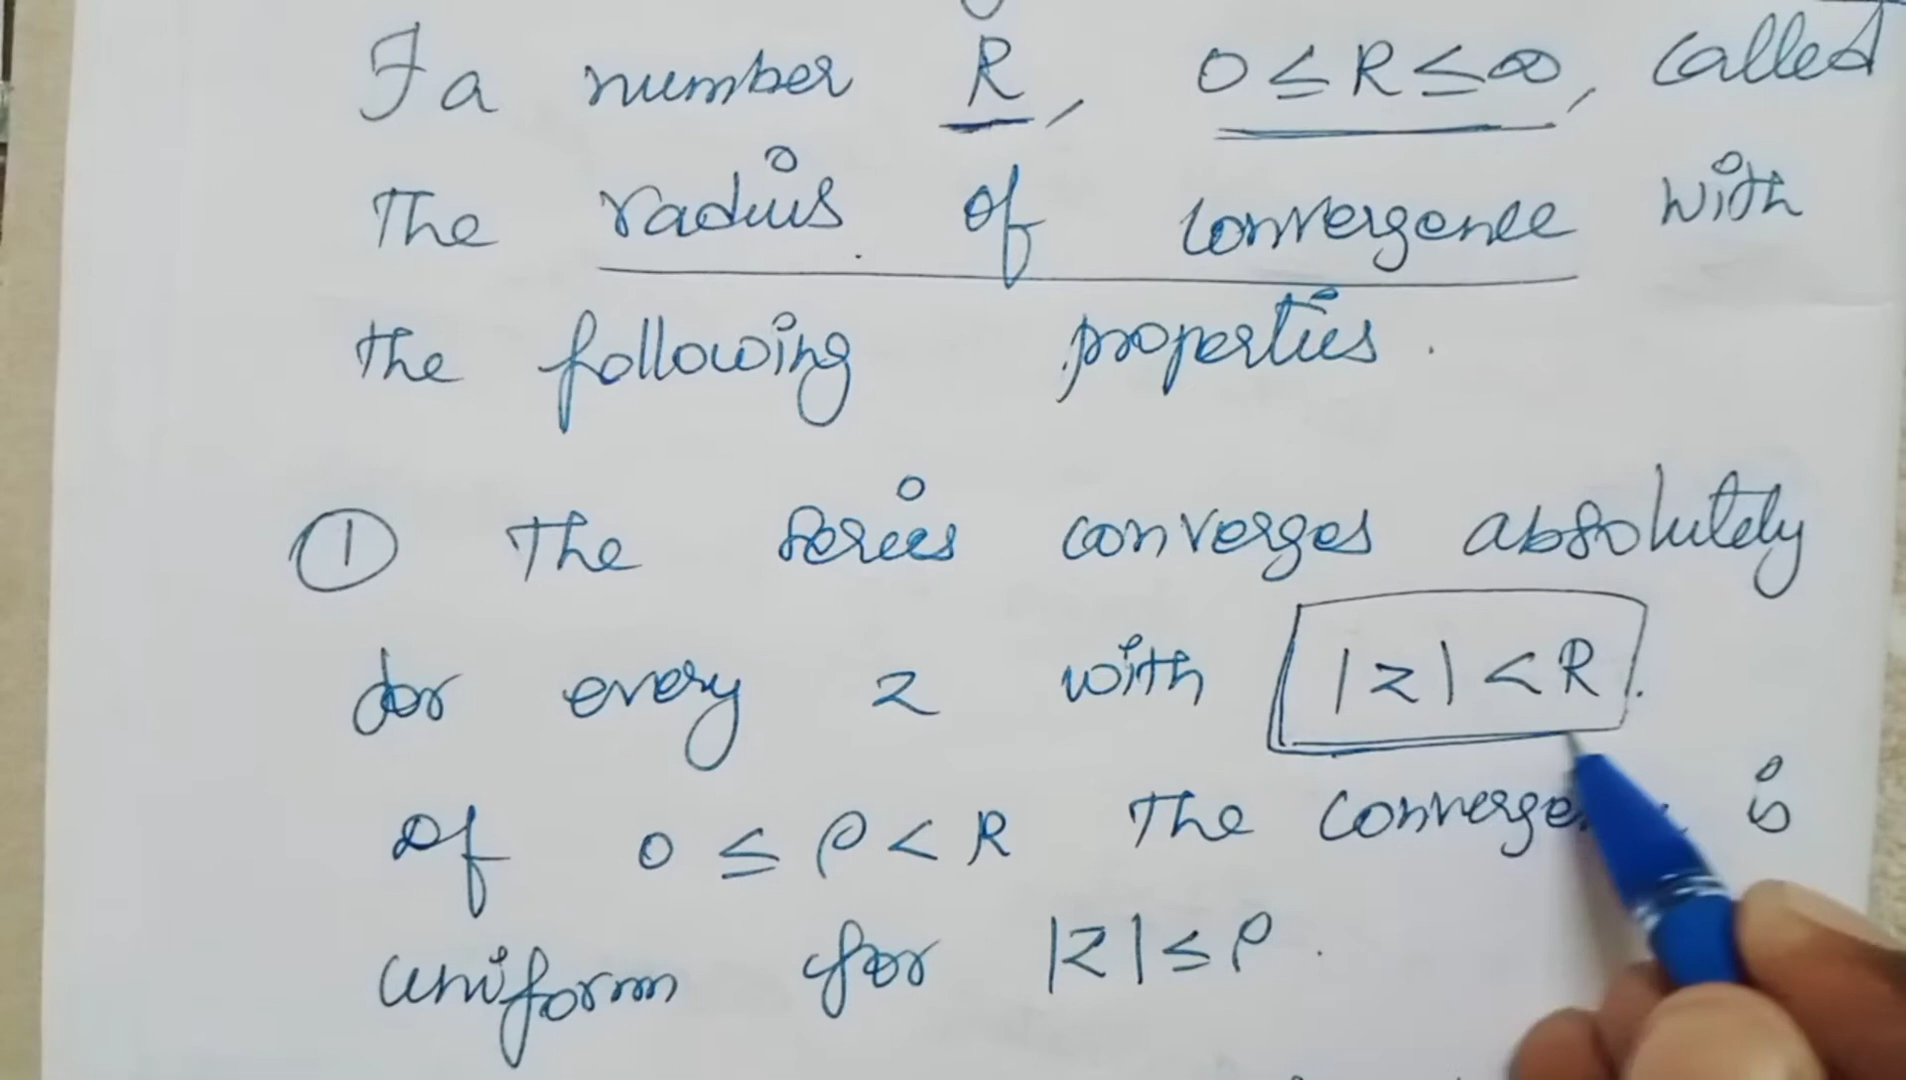 ∃ a number R, 0 ≤ R ≤ ∞, called
the radius of convergence with
the following properties.
① The series converges absolutely
for every z with |z| < R.
If 0 ≤ ρ < R the convergence is
uniform for |z| ≤ ρ.